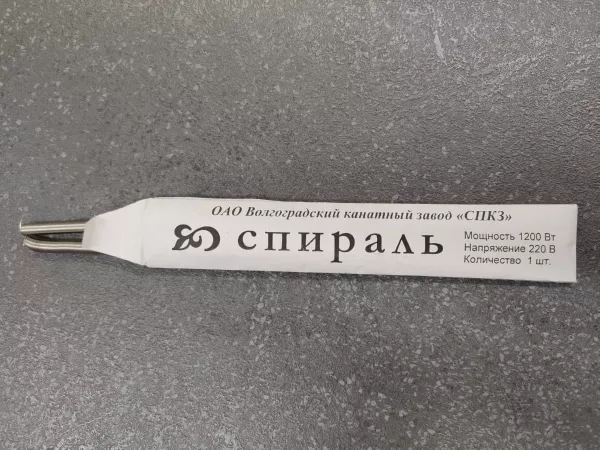 ОАО Волгоградский канатный завод «СПКЗ»
спираль
Мощность 1200 Вт
Напряжение 220 В
Количество 1 шт.